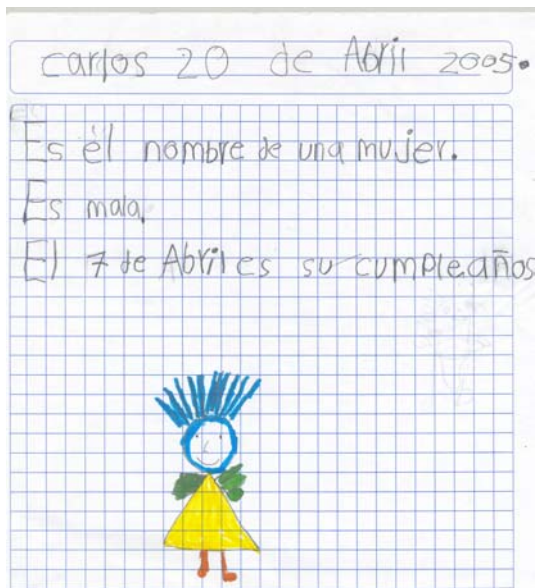 carlos 20 de Abril 2005.
Es él nombre de una mujer.
Es mala.
El 7 de Abril es su cumpleaños